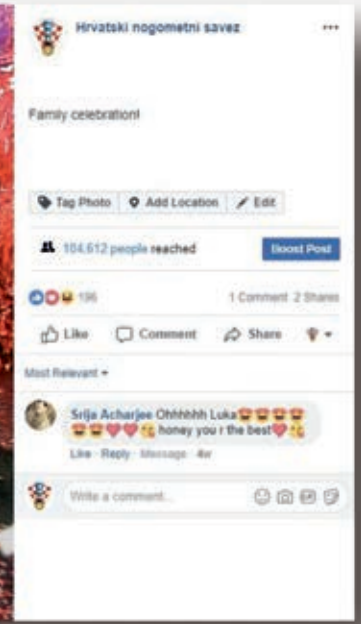 Hrvatski nogometni savez
Family celebration!
Tag Photo Add Location Edit
104,612 people reached Boost Post
196 1 Comment 2 Shares
Like Comment Share
Most Relevant
Srija Acharjee Ohhhhhh Luka😍😍😍😍
😍😍❤️❤️😘 honey you r the best❤️😘
Like · Reply · Message · 4w
Write a comment...
GIF